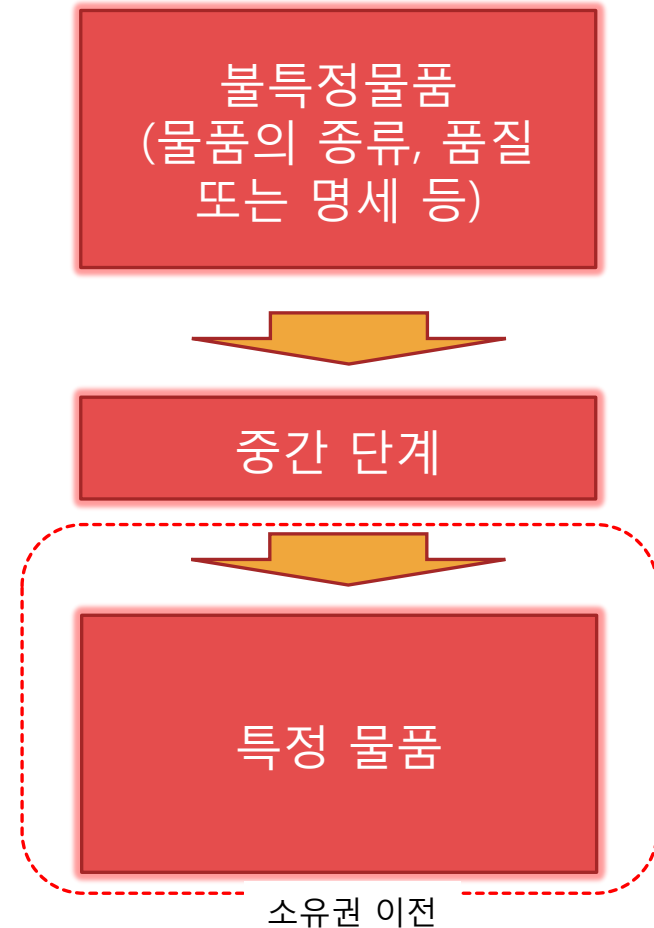 불특정물품
(물품의 종류, 품질
또는 명세 등)
중간 단계
특정 물품
소유권 이전